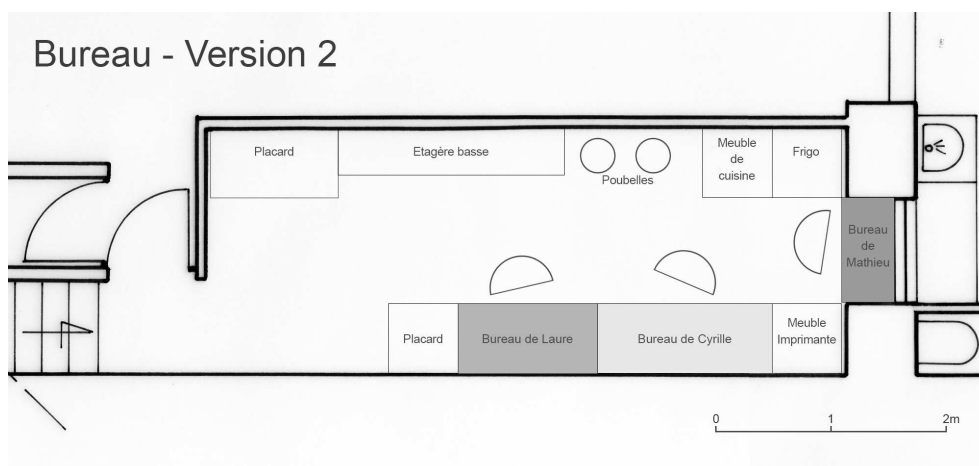 Bureau - Version 2
Placard
Etagère basse
Poubelles
Meuble
de
cuisine
Frigo
Bureau
de
Mathieu
Placard
Bureau de Laure
Bureau de Cyrille
Meuble
Imprimante
0
1
2m